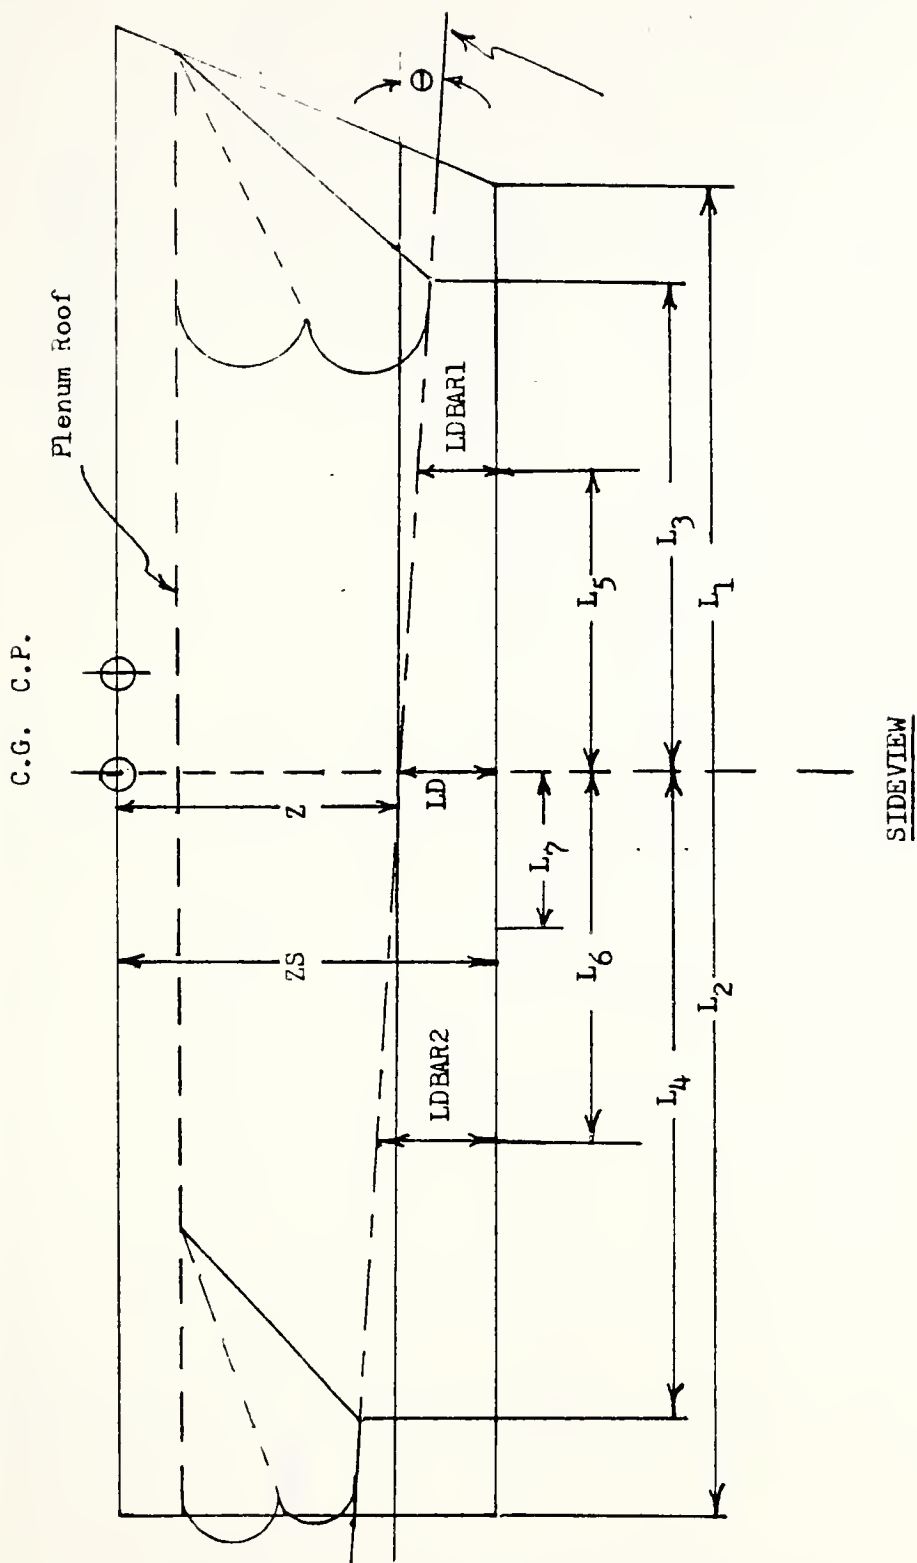 C.G. C.P.
Plenum Roof
Θ
Z
ZS
LD
LDBAR1
LDBAR2
L5
L7
L6
L3
L4
L1
L2
SIDEVIEW